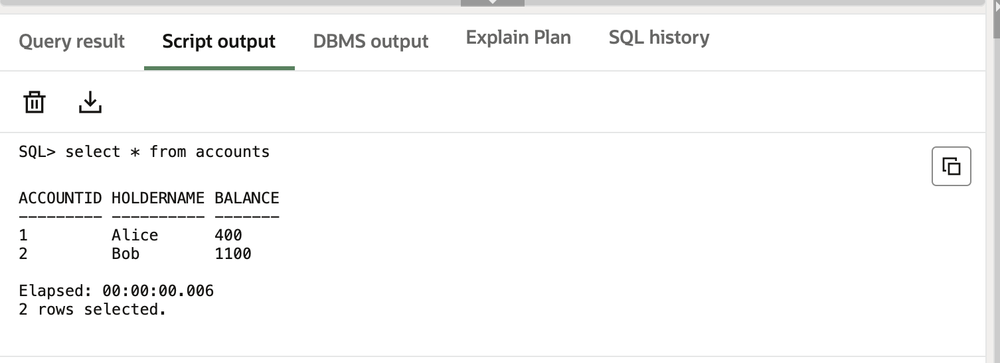 Query result Script output DBMS output Explain Plan SQL history
SQL> select * from accounts
ACCOUNTID HOLDERNAME BALANCE
--------- ---------- -------
1         Alice      400
2         Bob        1100
Elapsed: 00:00:00.006
2 rows selected.